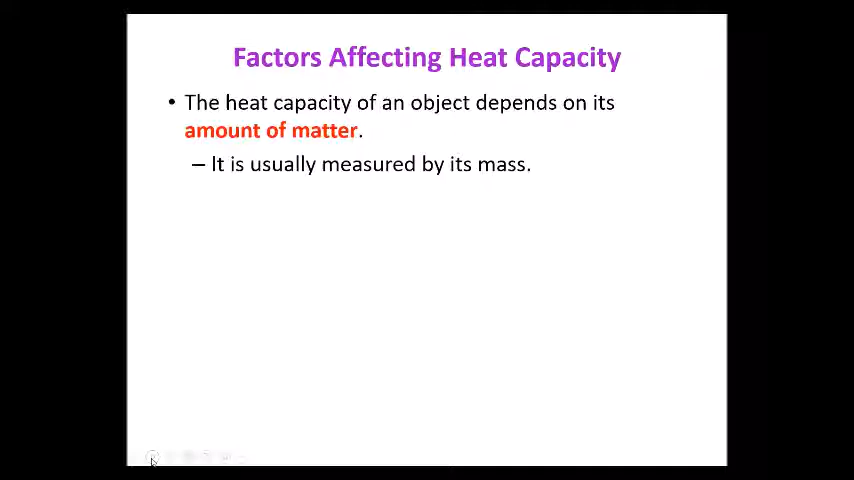 Factors Affecting Heat Capacity
• The heat capacity of an object depends on its
amount of matter.
– It is usually measured by its mass.